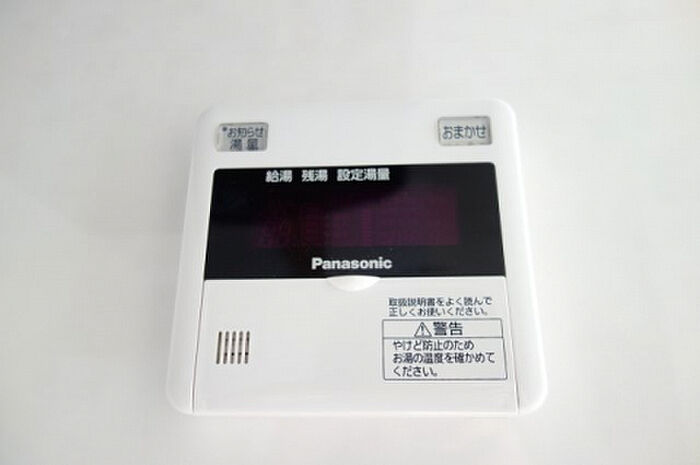 *お知らせ
湯量
おまかせ
給湯 残湯 設定湯量
Panasonic
取扱説明書をよく読んで
正しくお使いください。
⚠警告
やけど防止のため
お湯の温度を確かめて
ください。